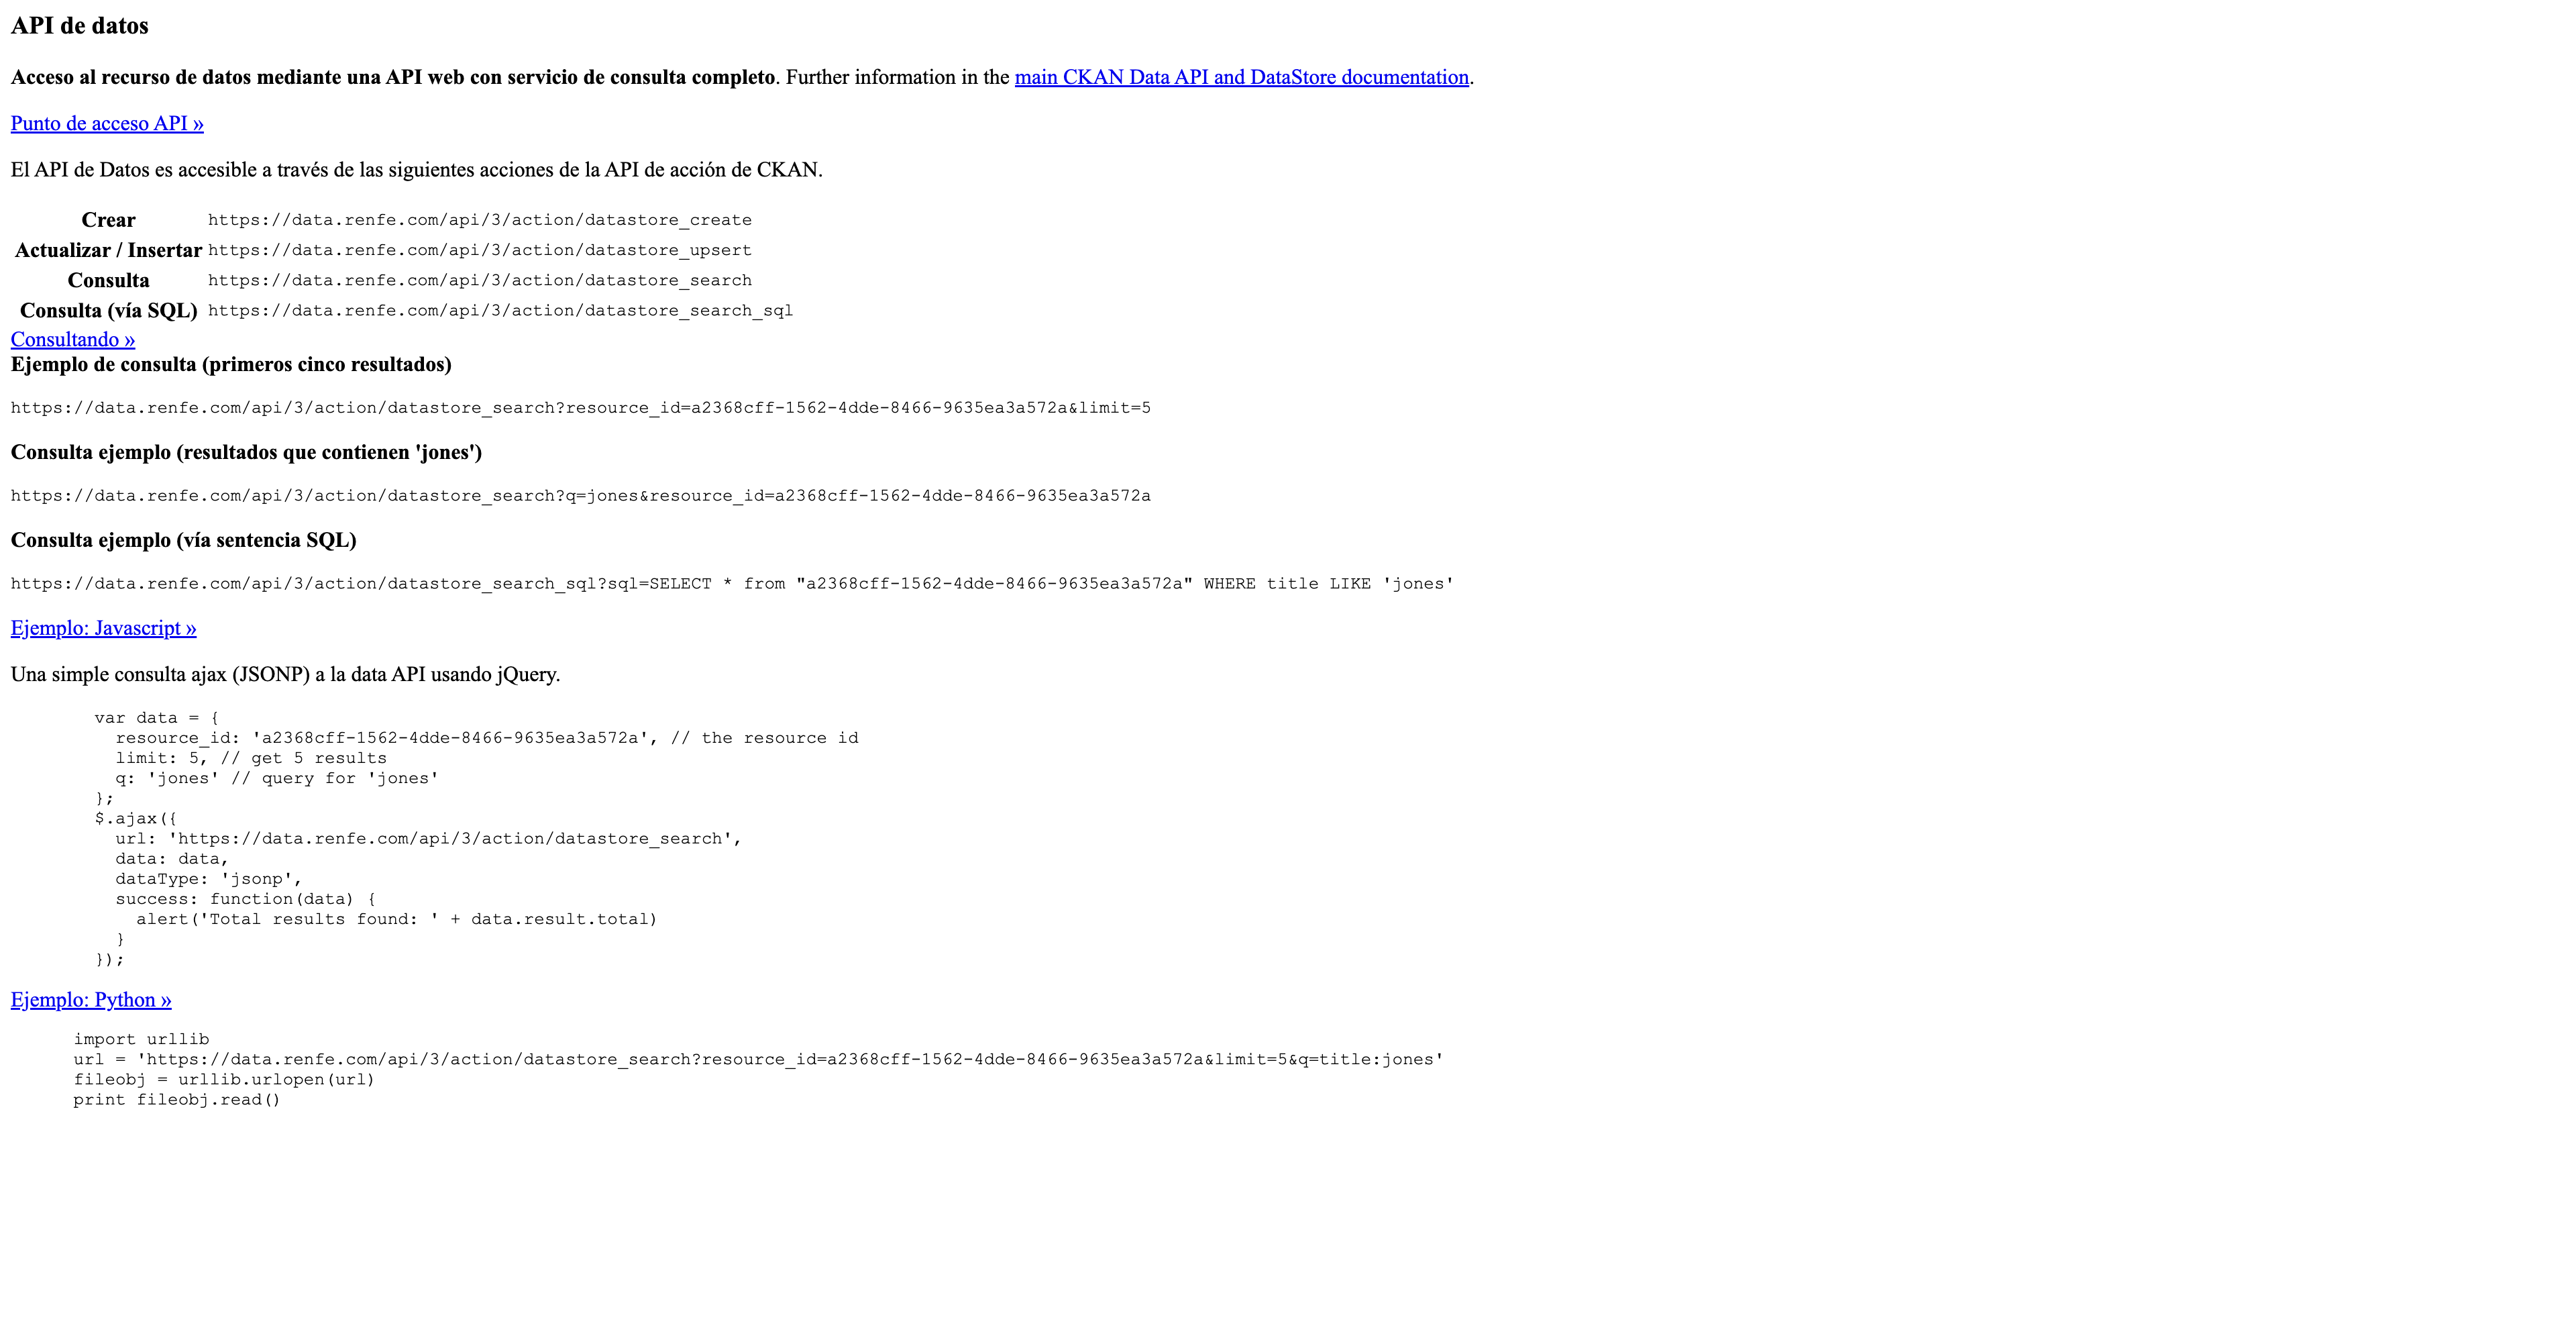 API de datos
Acceso al recurso de datos mediante una API web con servicio de consulta completo. Further information in the main CKAN Data API and DataStore documentation.
Punto de acceso API »
El API de Datos es accesible a través de las siguientes acciones de la API de acción de CKAN.
Crear https://data.renfe.com/api/3/action/datastore_create
Actualizar / Insertar https://data.renfe.com/api/3/action/datastore_upsert
Consulta https://data.renfe.com/api/3/action/datastore_search
Consulta (vía SQL) https://data.renfe.com/api/3/action/datastore_search_sql
Consultando »
Ejemplo de consulta (primeros cinco resultados)
https://data.renfe.com/api/3/action/datastore_search?resource_id=a2368cff-1562-4dde-8466-9635ea3a572a&limit=5
Consulta ejemplo (resultados que contienen 'jones')
https://data.renfe.com/api/3/action/datastore_search?q=jones&resource_id=a2368cff-1562-4dde-8466-9635ea3a572a
Consulta ejemplo (vía sentencia SQL)
https://data.renfe.com/api/3/action/datastore_search_sql?sql=SELECT * from "a2368cff-1562-4dde-8466-9635ea3a572a" WHERE title LIKE 'jones'
Ejemplo: Javascript »
Una simple consulta ajax (JSONP) a la data API usando jQuery.
var data = {
resource_id: 'a2368cff-1562-4dde-8466-9635ea3a572a', // the resource id
limit: 5, // get 5 results
q: 'jones' // query for 'jones'
};
$.ajax({
url: 'https://data.renfe.com/api/3/action/datastore_search',
data: data,
dataType: 'jsonp',
success: function(data) {
alert('Total results found: ' + data.result.total)
}
});
Ejemplo: Python »
import urllib
url = 'https://data.renfe.com/api/3/action/datastore_search?resource_id=a2368cff-1562-4dde-8466-9635ea3a572a&limit=5&q=title:jones'
fileobj = urllib.urlopen(url)
print fileobj.read()